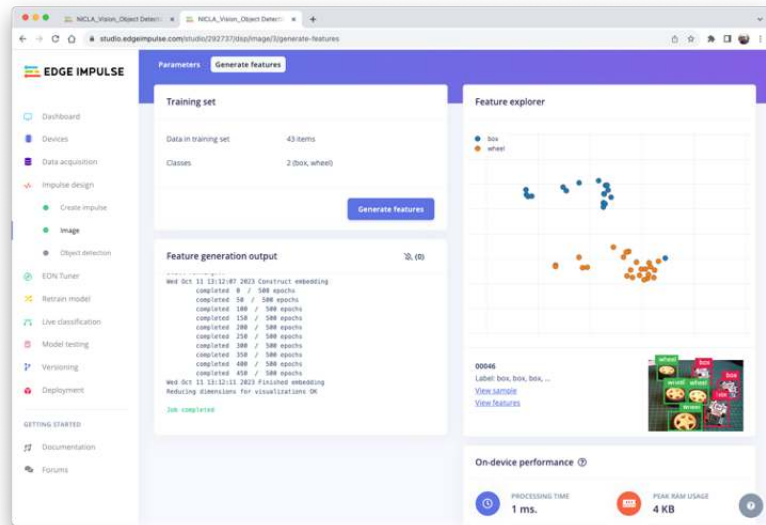 NICLA_Vision_Object Detecti
NICLA_Vision_Object Detecti
studio.edgeimpulse.com/studio/292737/dsp/image/3/generate-features
EDGE IMPULSE
Dashboard
Devices
Data acquisition
Impulse design
Create impulse
Image
Object detection
EON Tuner
Retrain model
Live classification
Model testing
Versioning
Deployment
GETTING STARTED
Documentation
Forums
Parameters
Generate features
Training set
Data in training set 43 items
Classes 2 (box, wheel)
Generate features
Feature generation output (0)
Wed Oct 11 13:12:07 2023 Construct embedding
completed 0 / 500 epochs
completed 50 / 500 epochs
completed 100 / 500 epochs
completed 150 / 500 epochs
completed 200 / 500 epochs
completed 250 / 500 epochs
completed 300 / 500 epochs
completed 350 / 500 epochs
completed 400 / 500 epochs
completed 450 / 500 epochs
Wed Oct 11 13:12:11 2023 Finished embedding
Reducing dimensions for visualizations OK
Job completed
Feature explorer
box
wheel
00046
Label: box, box, box, ...
View sample
View features
wheel
box
box
wheel
wheel
box
wheel
On-device performance
PROCESSING TIME
1 ms.
PEAK RAM USAGE
4 KB